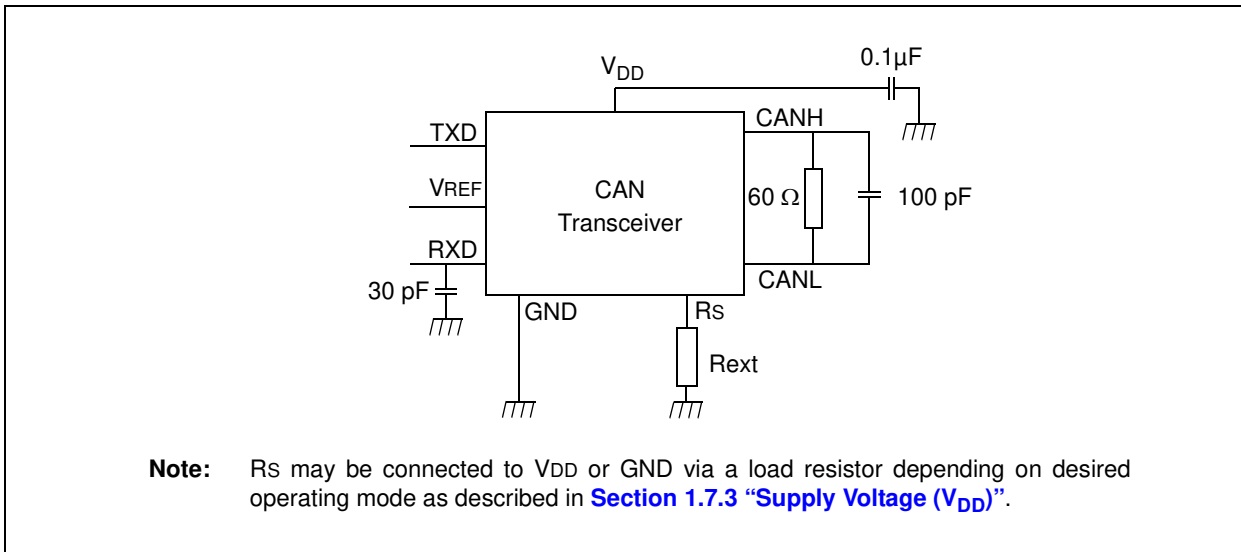 0.1µF
VDD
CANH
TXD
VREF
CAN
Transceiver
60 Ω
100 pF
RXD
CANL
30 pF
GND
RS
Rext
Note: RS may be connected to VDD or GND via a load resistor depending on desired
operating mode as described in Section 1.7.3 “Supply Voltage (VDD)”.